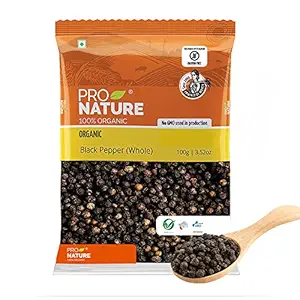 PRO NATURE®
100% ORGANIC
ORGANIC
No GMO used in production
Black Pepper (Whole)
100g | 3.52oz
PRO NATURE
100% ORGANIC